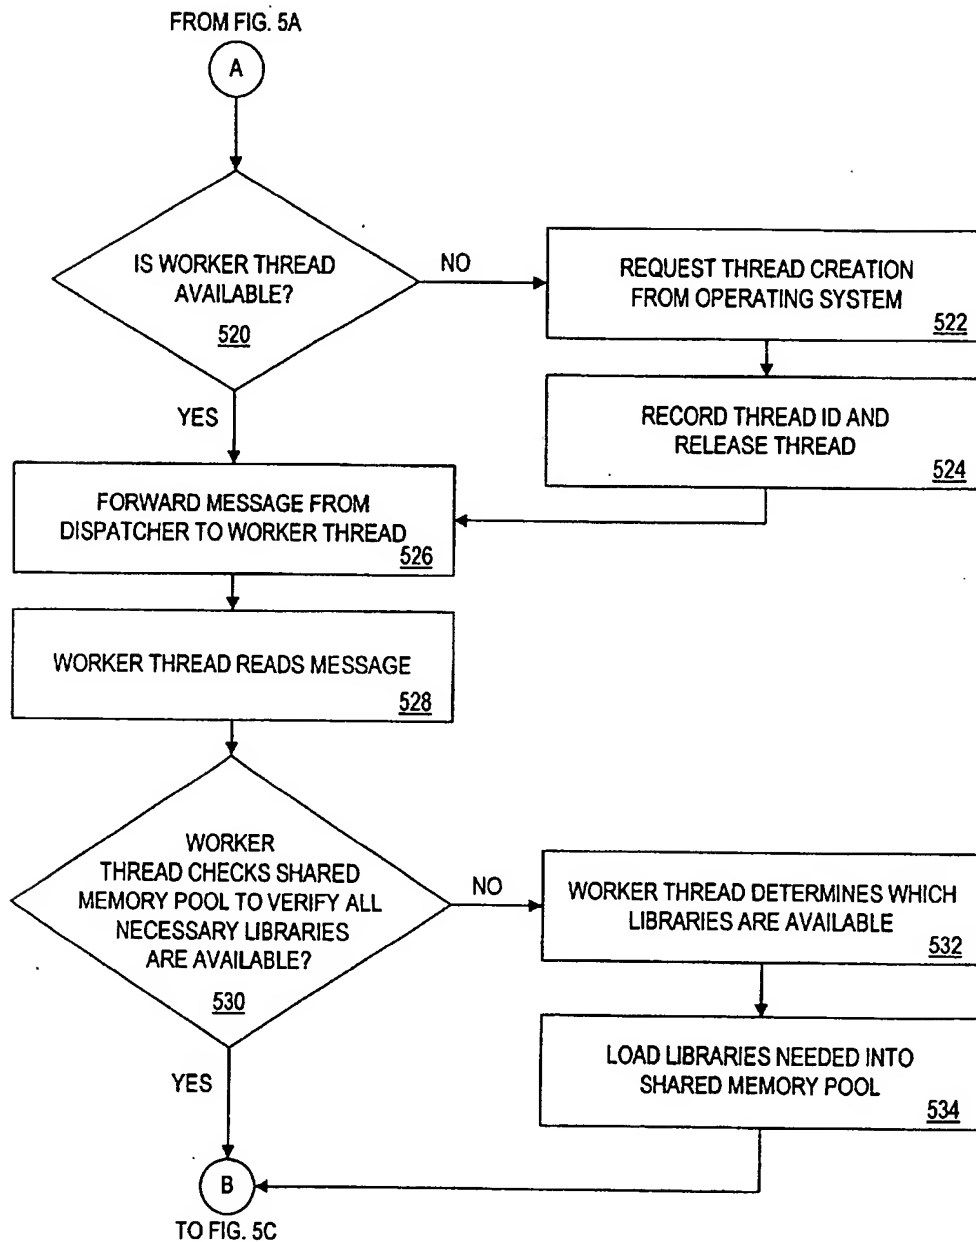 FROM FIG. 5A
A
IS WORKER THREAD
AVAILABLE?
520
NO
REQUEST THREAD CREATION
FROM OPERATING SYSTEM
522
YES
RECORD THREAD ID AND
RELEASE THREAD
524
FORWARD MESSAGE FROM
DISPATCHER TO WORKER THREAD
526
WORKER THREAD READS MESSAGE
528
WORKER
THREAD CHECKS SHARED
MEMORY POOL TO VERIFY ALL
NECESSARY LIBRARIES
ARE AVAILABLE?
530
NO
WORKER THREAD DETERMINES WHICH
LIBRARIES ARE AVAILABLE
532
YES
LOAD LIBRARIES NEEDED INTO
SHARED MEMORY POOL
534
B
TO FIG. 5C